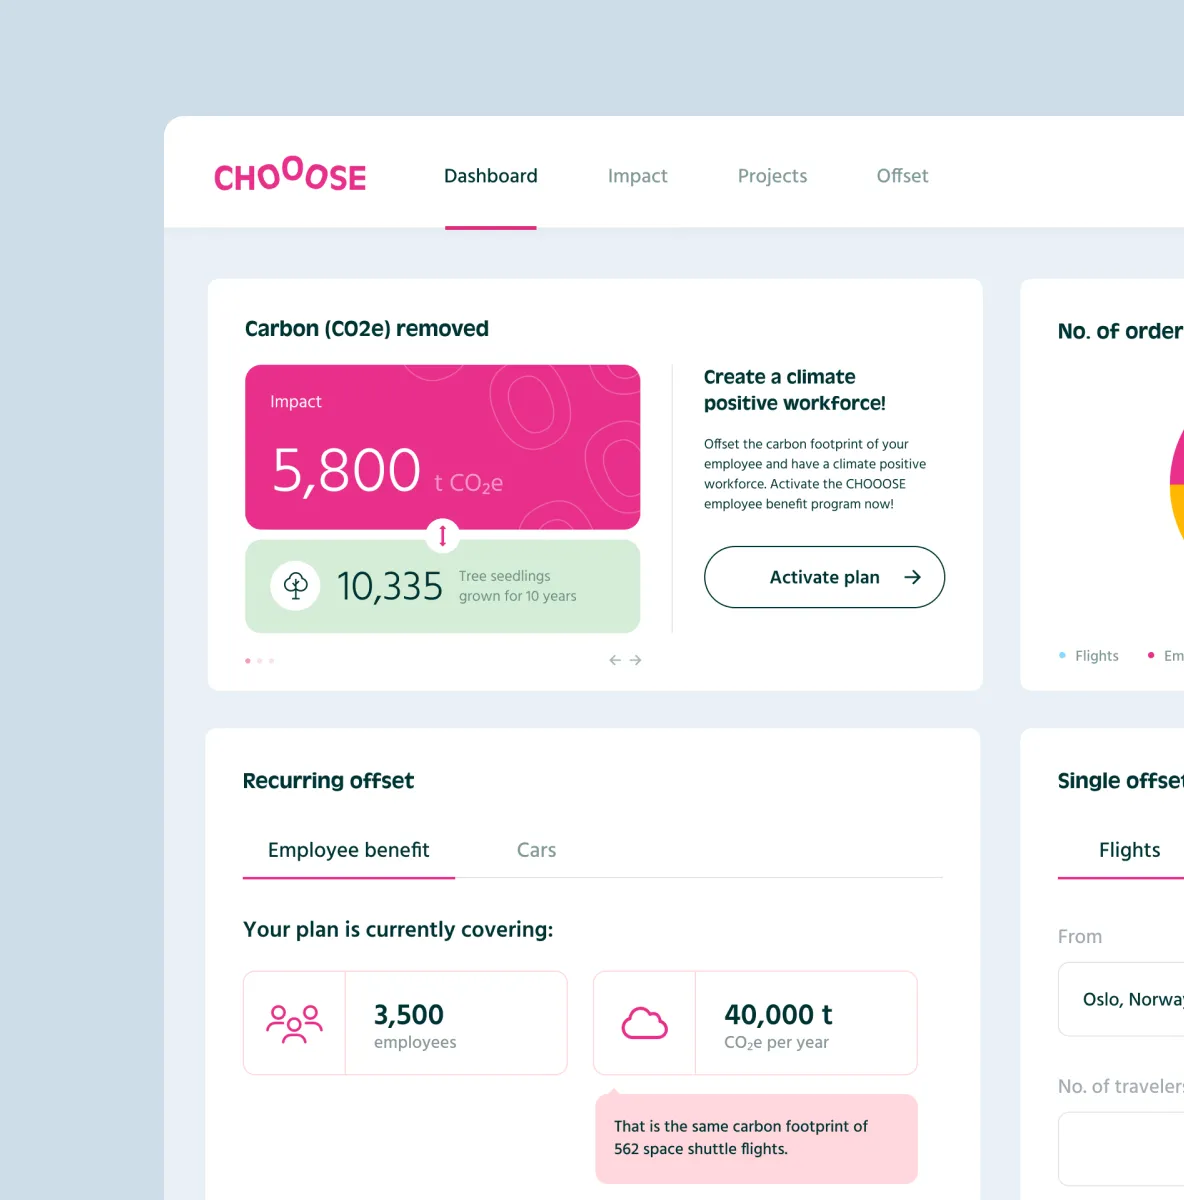 CHOOOSE
Dashboard
Impact
Projects
Offset
Carbon (CO2e) removed
Impact
5,800 t CO₂e
10,335
Tree seedlings
grown for 10 years
Create a climate
positive workforce!
Offset the carbon footprint of your
employee and have a climate positive
workforce. Activate the CHOOOSE
employee benefit program now!
Activate plan
No. of order
Flights
Em
Recurring offset
Employee benefit
Cars
Your plan is currently covering:
3,500
employees
40,000 t
CO₂e per year
That is the same carbon footprint of
562 space shuttle flights.
Single offset
Flights
From
Oslo, Norway
No. of travelers